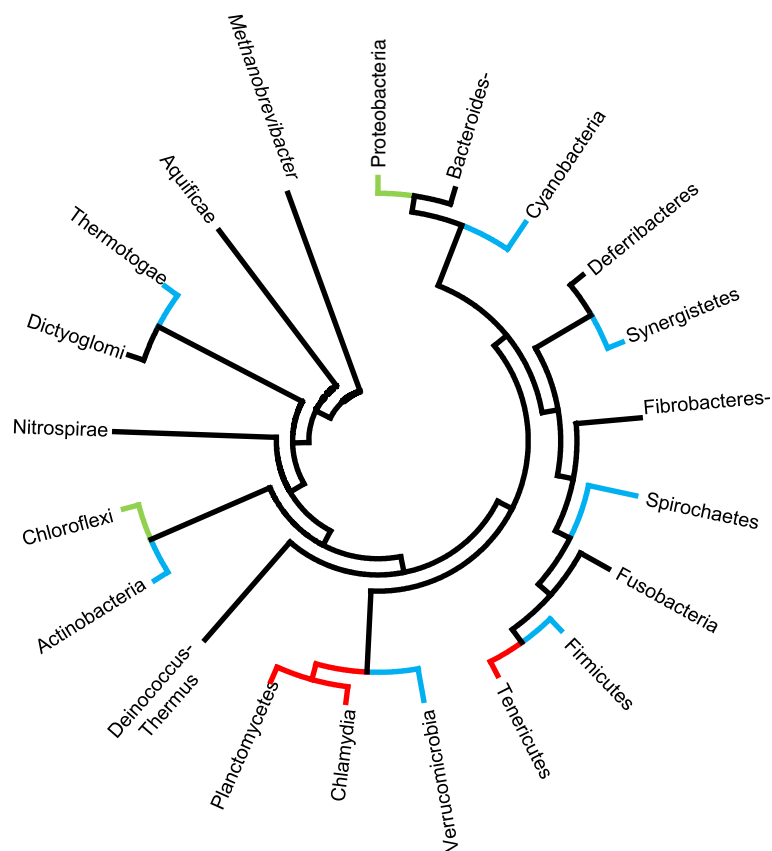 Methanobrevibacter
Proteobacteria
Bacteroides-
Cyanobacteria
Deferribacteres
Synergistetes
Fibrobacteres-
Spirochaetes
Fusobacteria
Firmicutes
Tenericutes
Verrucomicrobia
Chlamydia
Planctomycetes
Deinococcus-
Thermus
Actinobacteria
Chloroflexi
Nitrospirae
Dictyoglomi
Thermotogae
Aquificae